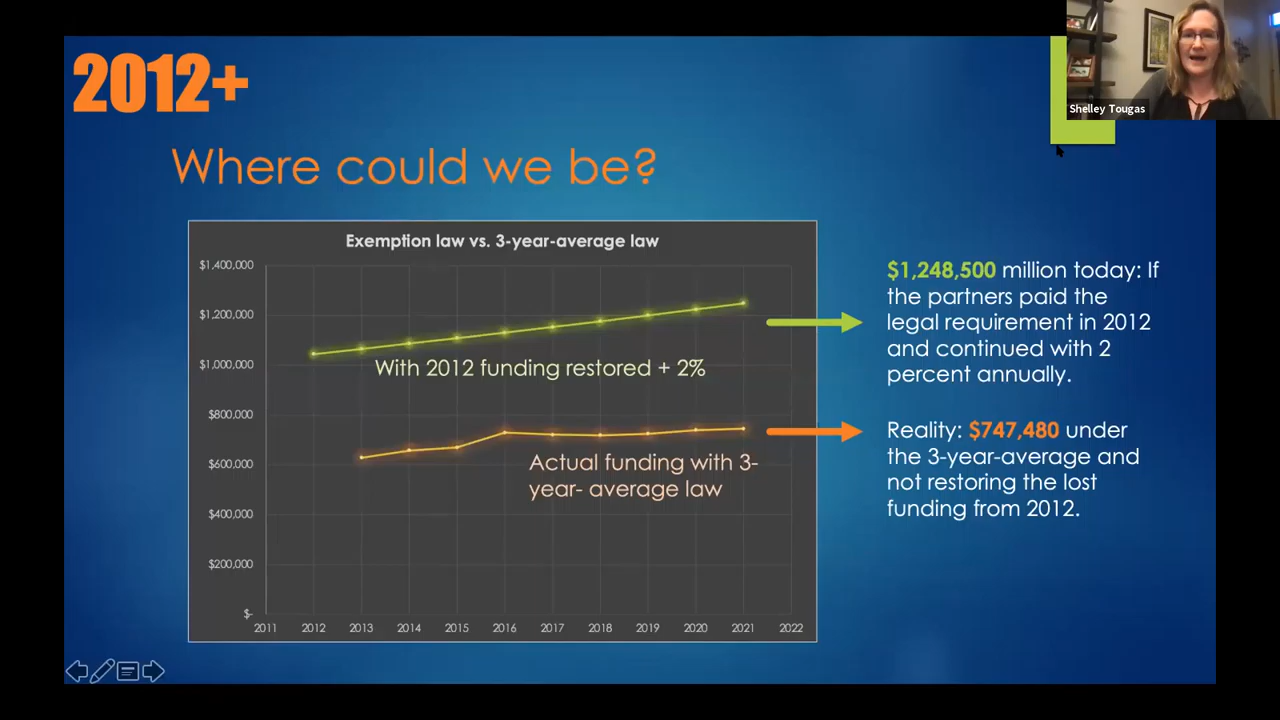 2012+
Shelley Tougas
Where could we be?
Exemption law vs. 3-year-average law
$1,400,000
$1,200,000
$1,000,000
$800,000
$600,000
$400,000
$200,000
$-
2011 2012 2013 2014 2015 2016 2017 2018 2019 2020 2021 2022
With 2012 funding restored + 2%
Actual funding with 3-
year- average law
$1,248,500 million today: If
the partners paid the
legal requirement in 2012
and continued with 2
percent annually.
Reality: $747,480 under
the 3-year-average and
not restoring the lost
funding from 2012.